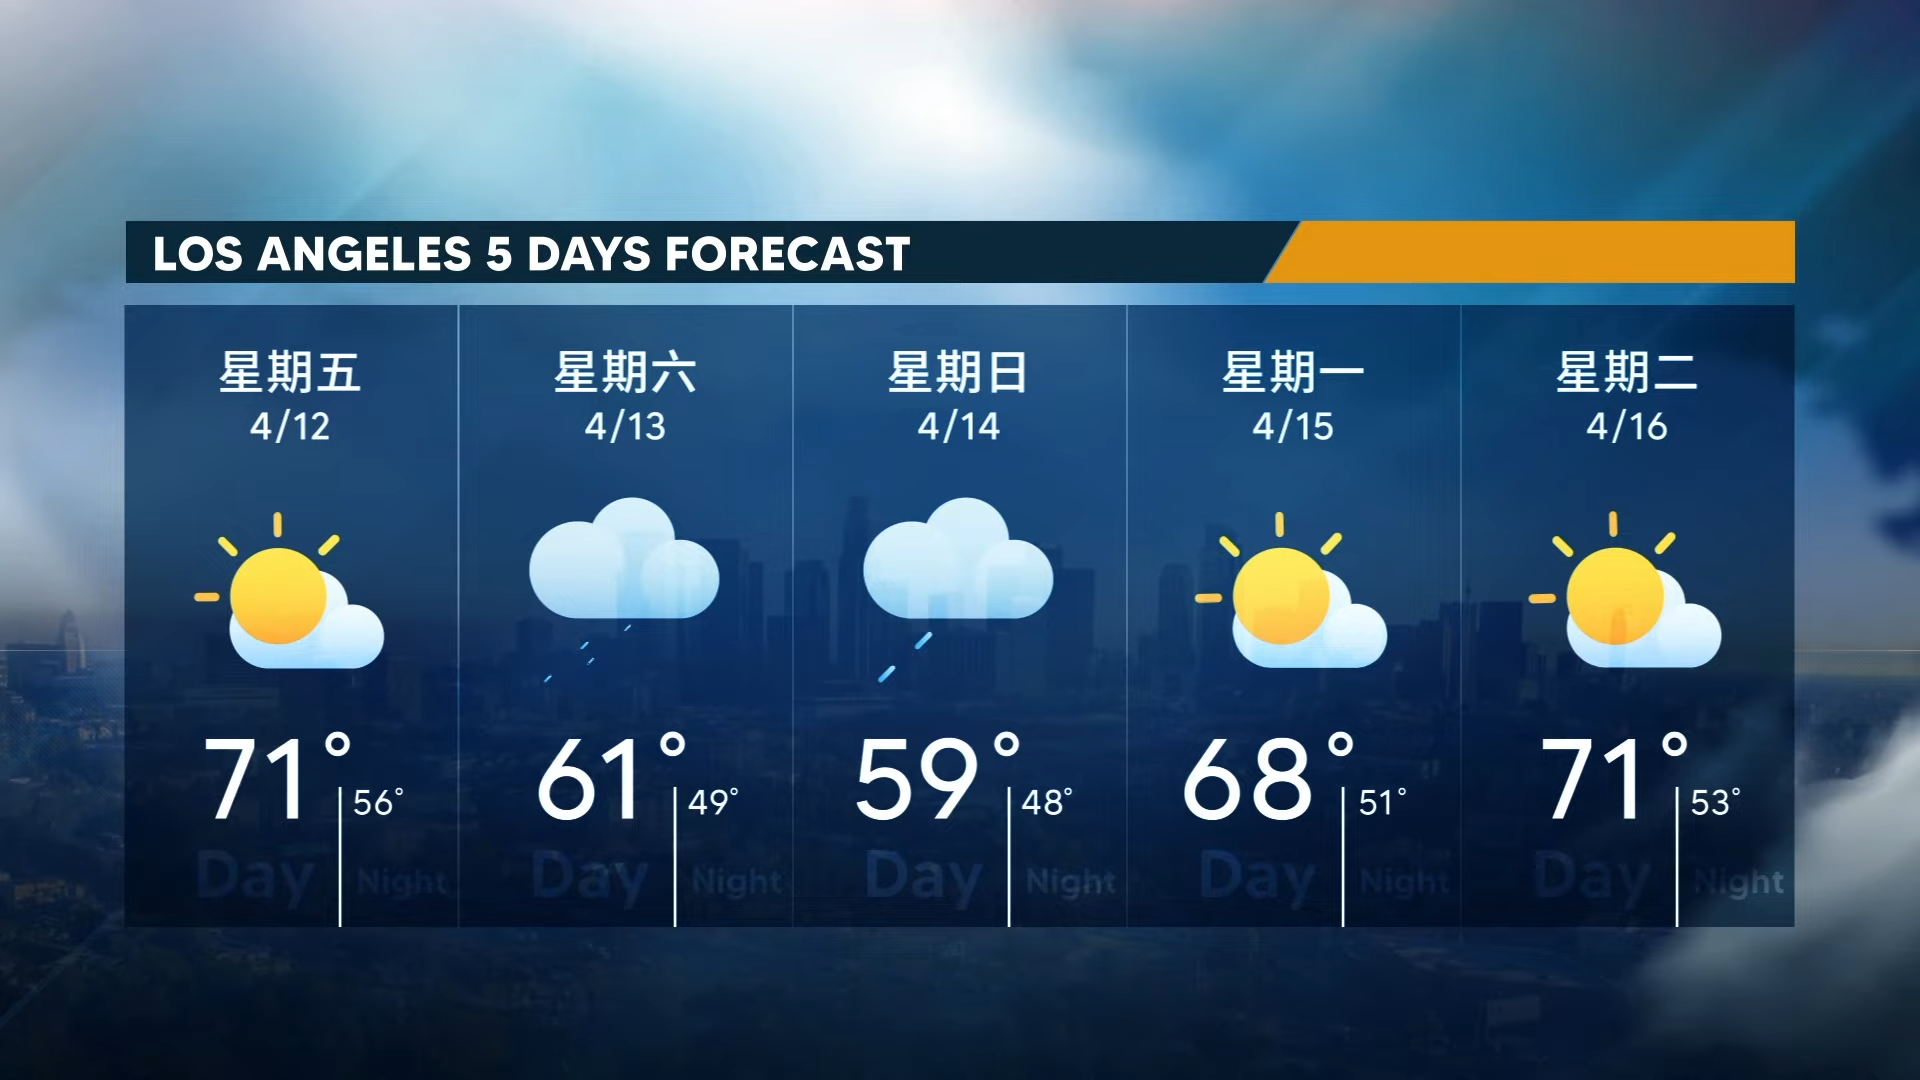 LOS ANGELES 5 DAYS FORECAST
星期五
4/12
71°
56°
Day
Night
星期六
4/13
61°
49°
Day
Night
星期日
4/14
59°
48°
Day
Night
星期一
4/15
68°
51°
Day
Night
星期二
4/16
71°
53°
Day
Night